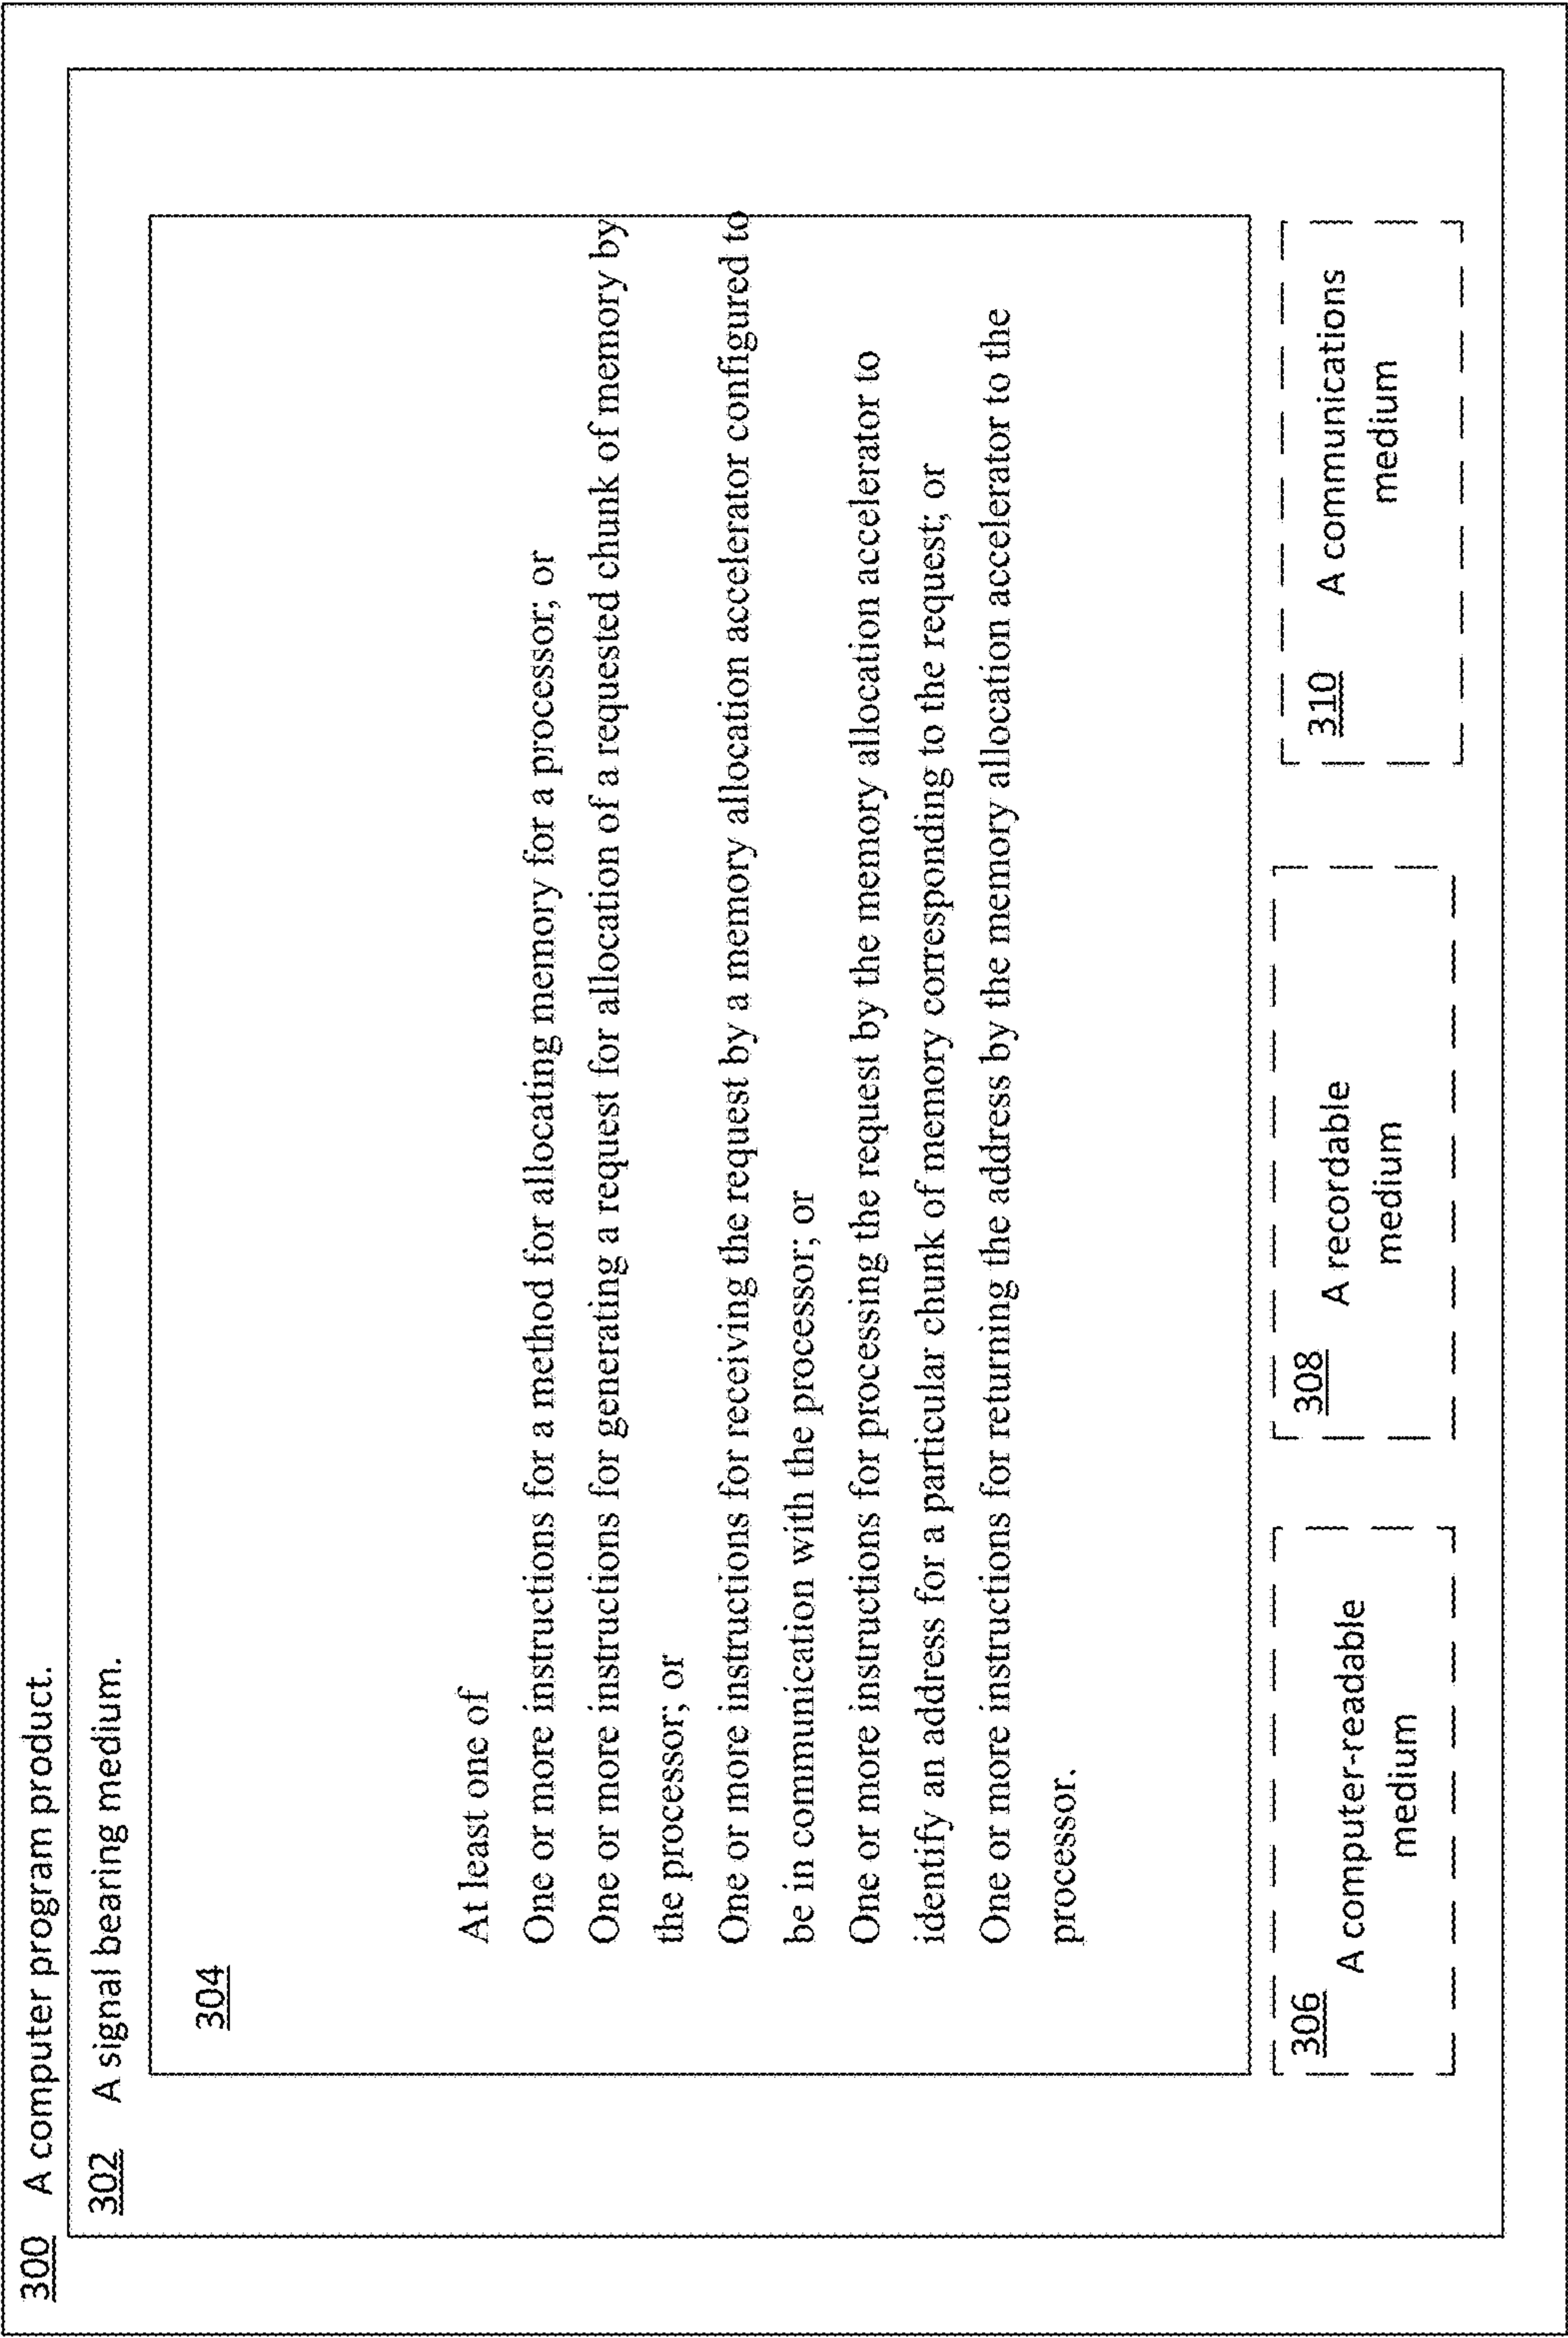 300 A computer program product.
302 A signal bearing medium.
304
At least one of
One or more instructions for a method for allocating memory for a processor; or
One or more instructions for generating a request for allocation of a requested chunk of memory by
the processor; or
One or more instructions for receiving the request by a memory allocation accelerator configured to
be in communication with the processor; or
One or more instructions for processing the request by the memory allocation accelerator to
identify an address for a particular chunk of memory corresponding to the request; or
One or more instructions for returning the address by the memory allocation accelerator to the
processor.
306
A computer-readable
medium
308
A recordable
medium
310
A communications
medium